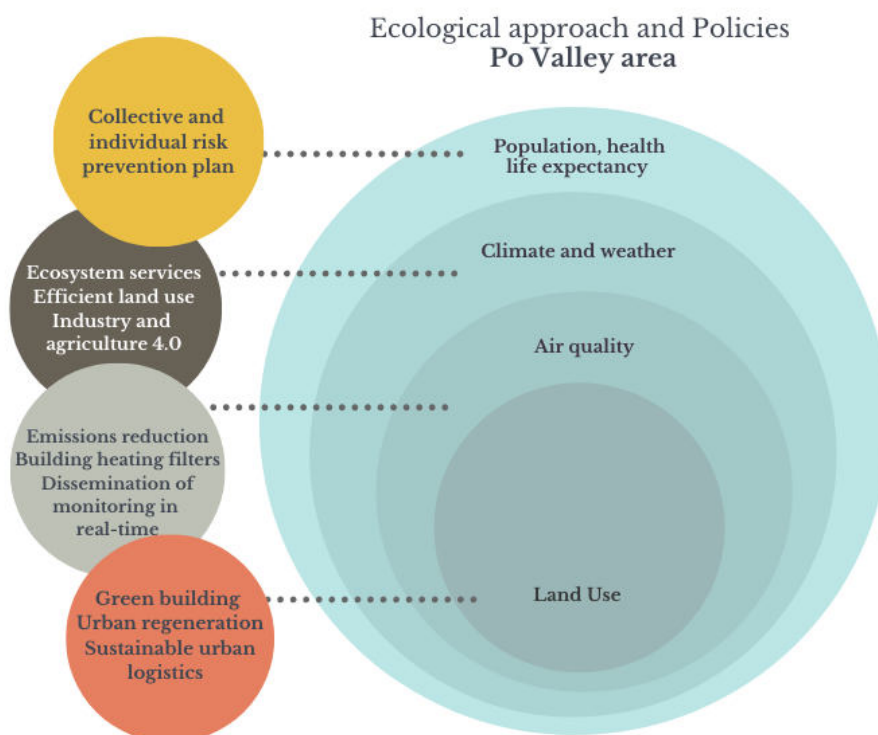 Ecological approach and Policies
Po Valley area
Collective and
individual risk
prevention plan
Population, health
life expectancy
Ecosystem services
Efficient land use
Industry and
agriculture 4.0
Climate and weather
Emissions reduction
Building heating filters
Dissemination of
monitoring in
real-time
Air quality
Green building
Urban regeneration
Sustainable urban
logistics
Land Use